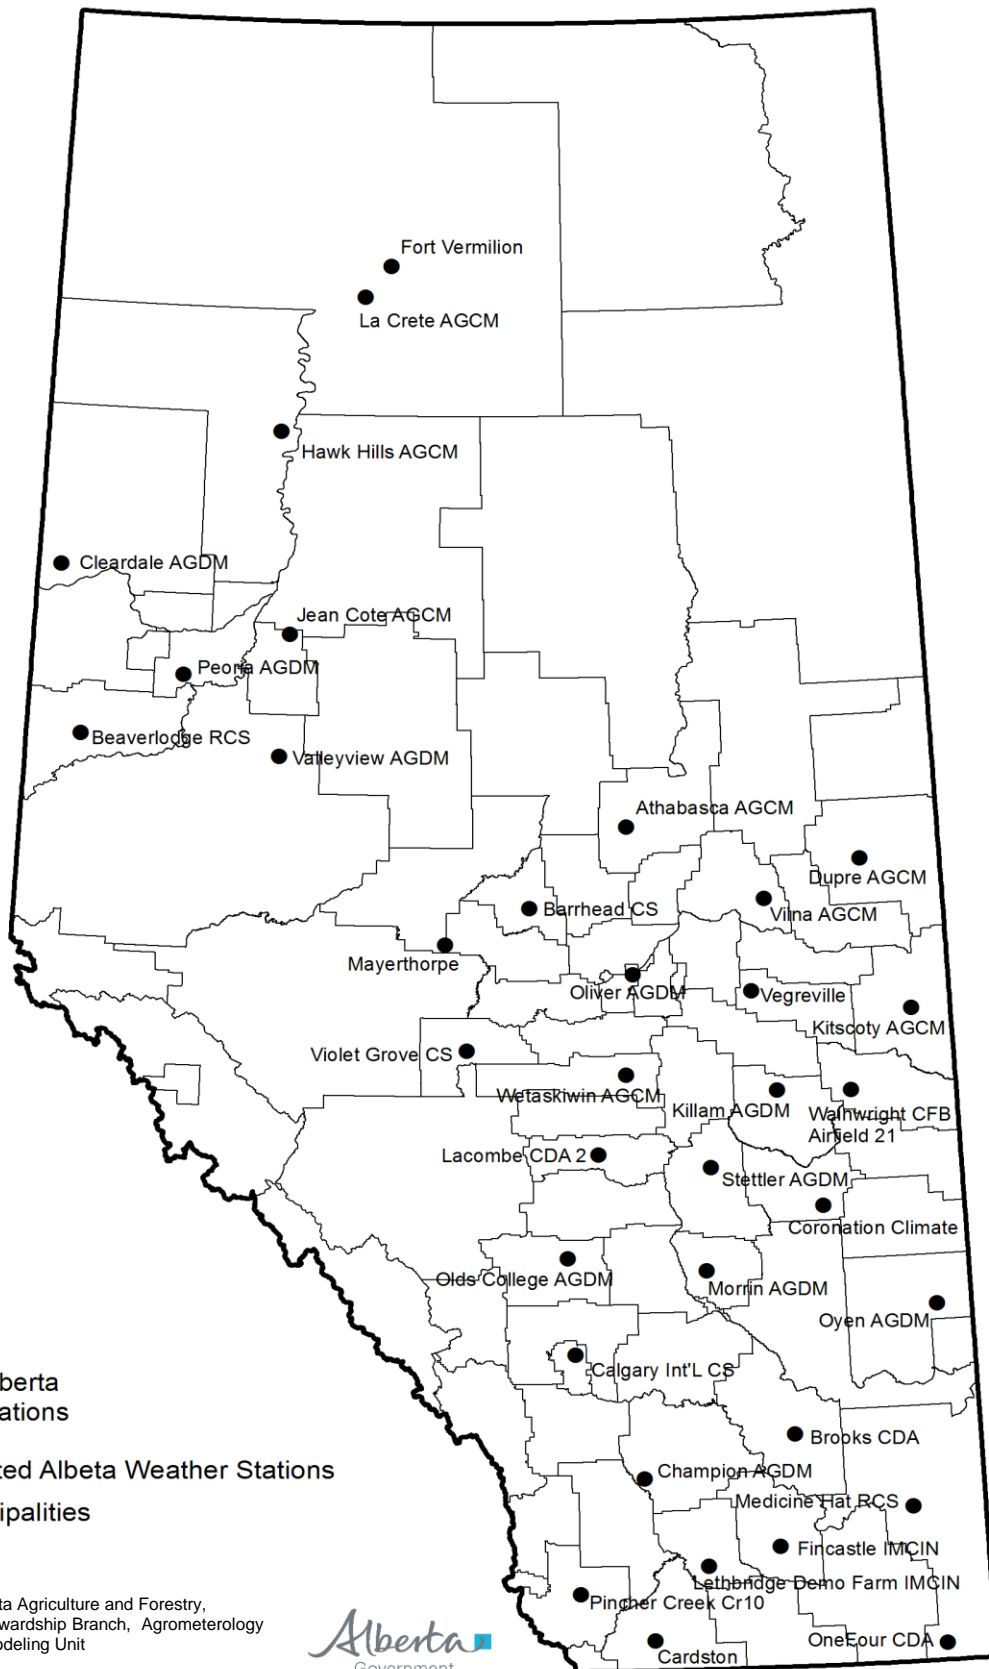 Fort Vermilion
La Crete AGCM
Hawk Hills AGCM
Cleardale AGDM
Jean Cote AGCM
Peoria AGDM
Beaverlodge RCS
Valleyview AGDM
Athabasca AGCM
Dupre AGCM
Barrhead CS
Vilna AGCM
Mayerthorpe
Oliver AGDM
Vegreville
Kitscoty AGCM
Violet Grove CS
Wetaskiwin AGCM
Killam AGDM
Wainwright CFB
Airfield 21
Lacombe CDA 2
Stettler AGDM
Coronation Climate
Olds College AGDM
Morrin AGDM
Oyen AGDM
Calgary Int'L CS
berta
ations
Brooks CDA
Champion AGDM
ted Albeta Weather Stations
Medicine Hat RCS
ipalities
Fincastle IMCIN
Lethbridge Demo Farm IMCIN
Pincher Creek Cr10
ta Agriculture and Forestry,
wardship Branch, Agrometerology
odeling Unit
OneFour CDA
Cardston
Alberta
Government